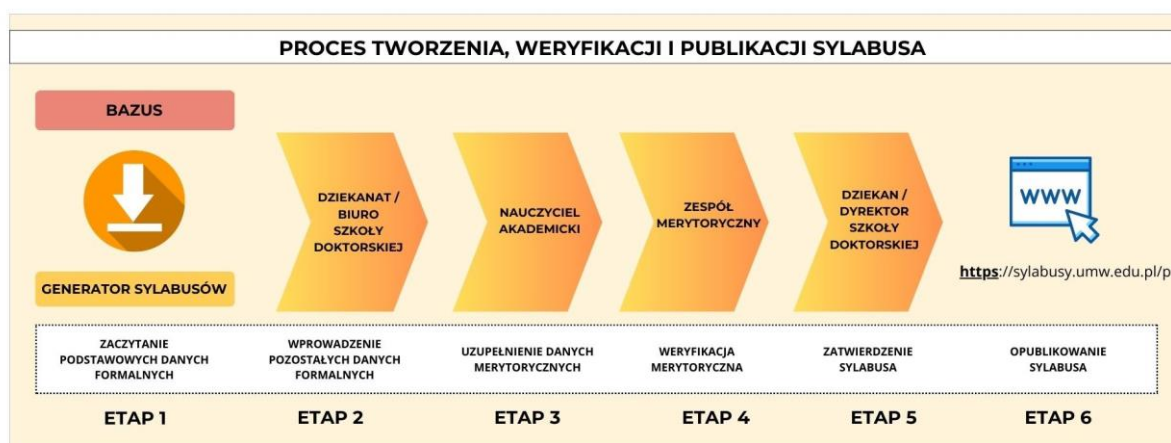 PROCES TWORZENIA, WERYFIKACJI I PUBLIKACJI SYLABUSA
BAZUS
GENERATOR SYLABUSÓW
DZIEKANAT /
BIURO
SZKOŁY
DOKTORSKIEJ
NAUCZYCIEL
AKADEMICKI
ZESPÓŁ
MERYTORYCZNY
DZIEKAN /
DYREKTOR
SZKOŁY
DOKTORSKIEJ
WWW
https://sylabusy.umw.edu.pl/p
ZACZYTANIE
PODSTAWOWYCH DANYCH
FORMALNYCH
WPROWADZENIE
POZOSTAŁYCH DANYCH
FORMALNYCH
UZUPEŁNIENIE DANYCH
MERYTORYCZNYCH
WERYFIKACJA
MERYTORYCZNA
ZATWIERDZENIE
SYLABUSA
OPUBLIKOWANIE
SYLABUSA
ETAP 1
ETAP 2
ETAP 3
ETAP 4
ETAP 5
ETAP 6